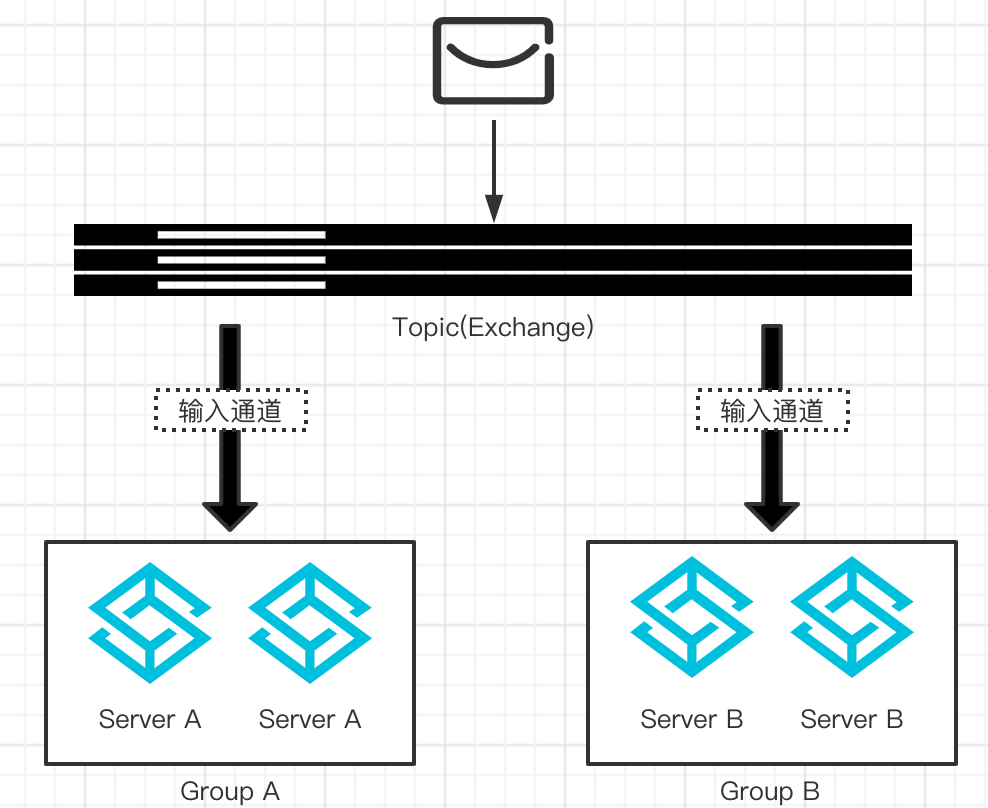 Topic(Exchange)
输入通道
输入通道
Server A
Server A
Server B
Server B
Group A
Group B